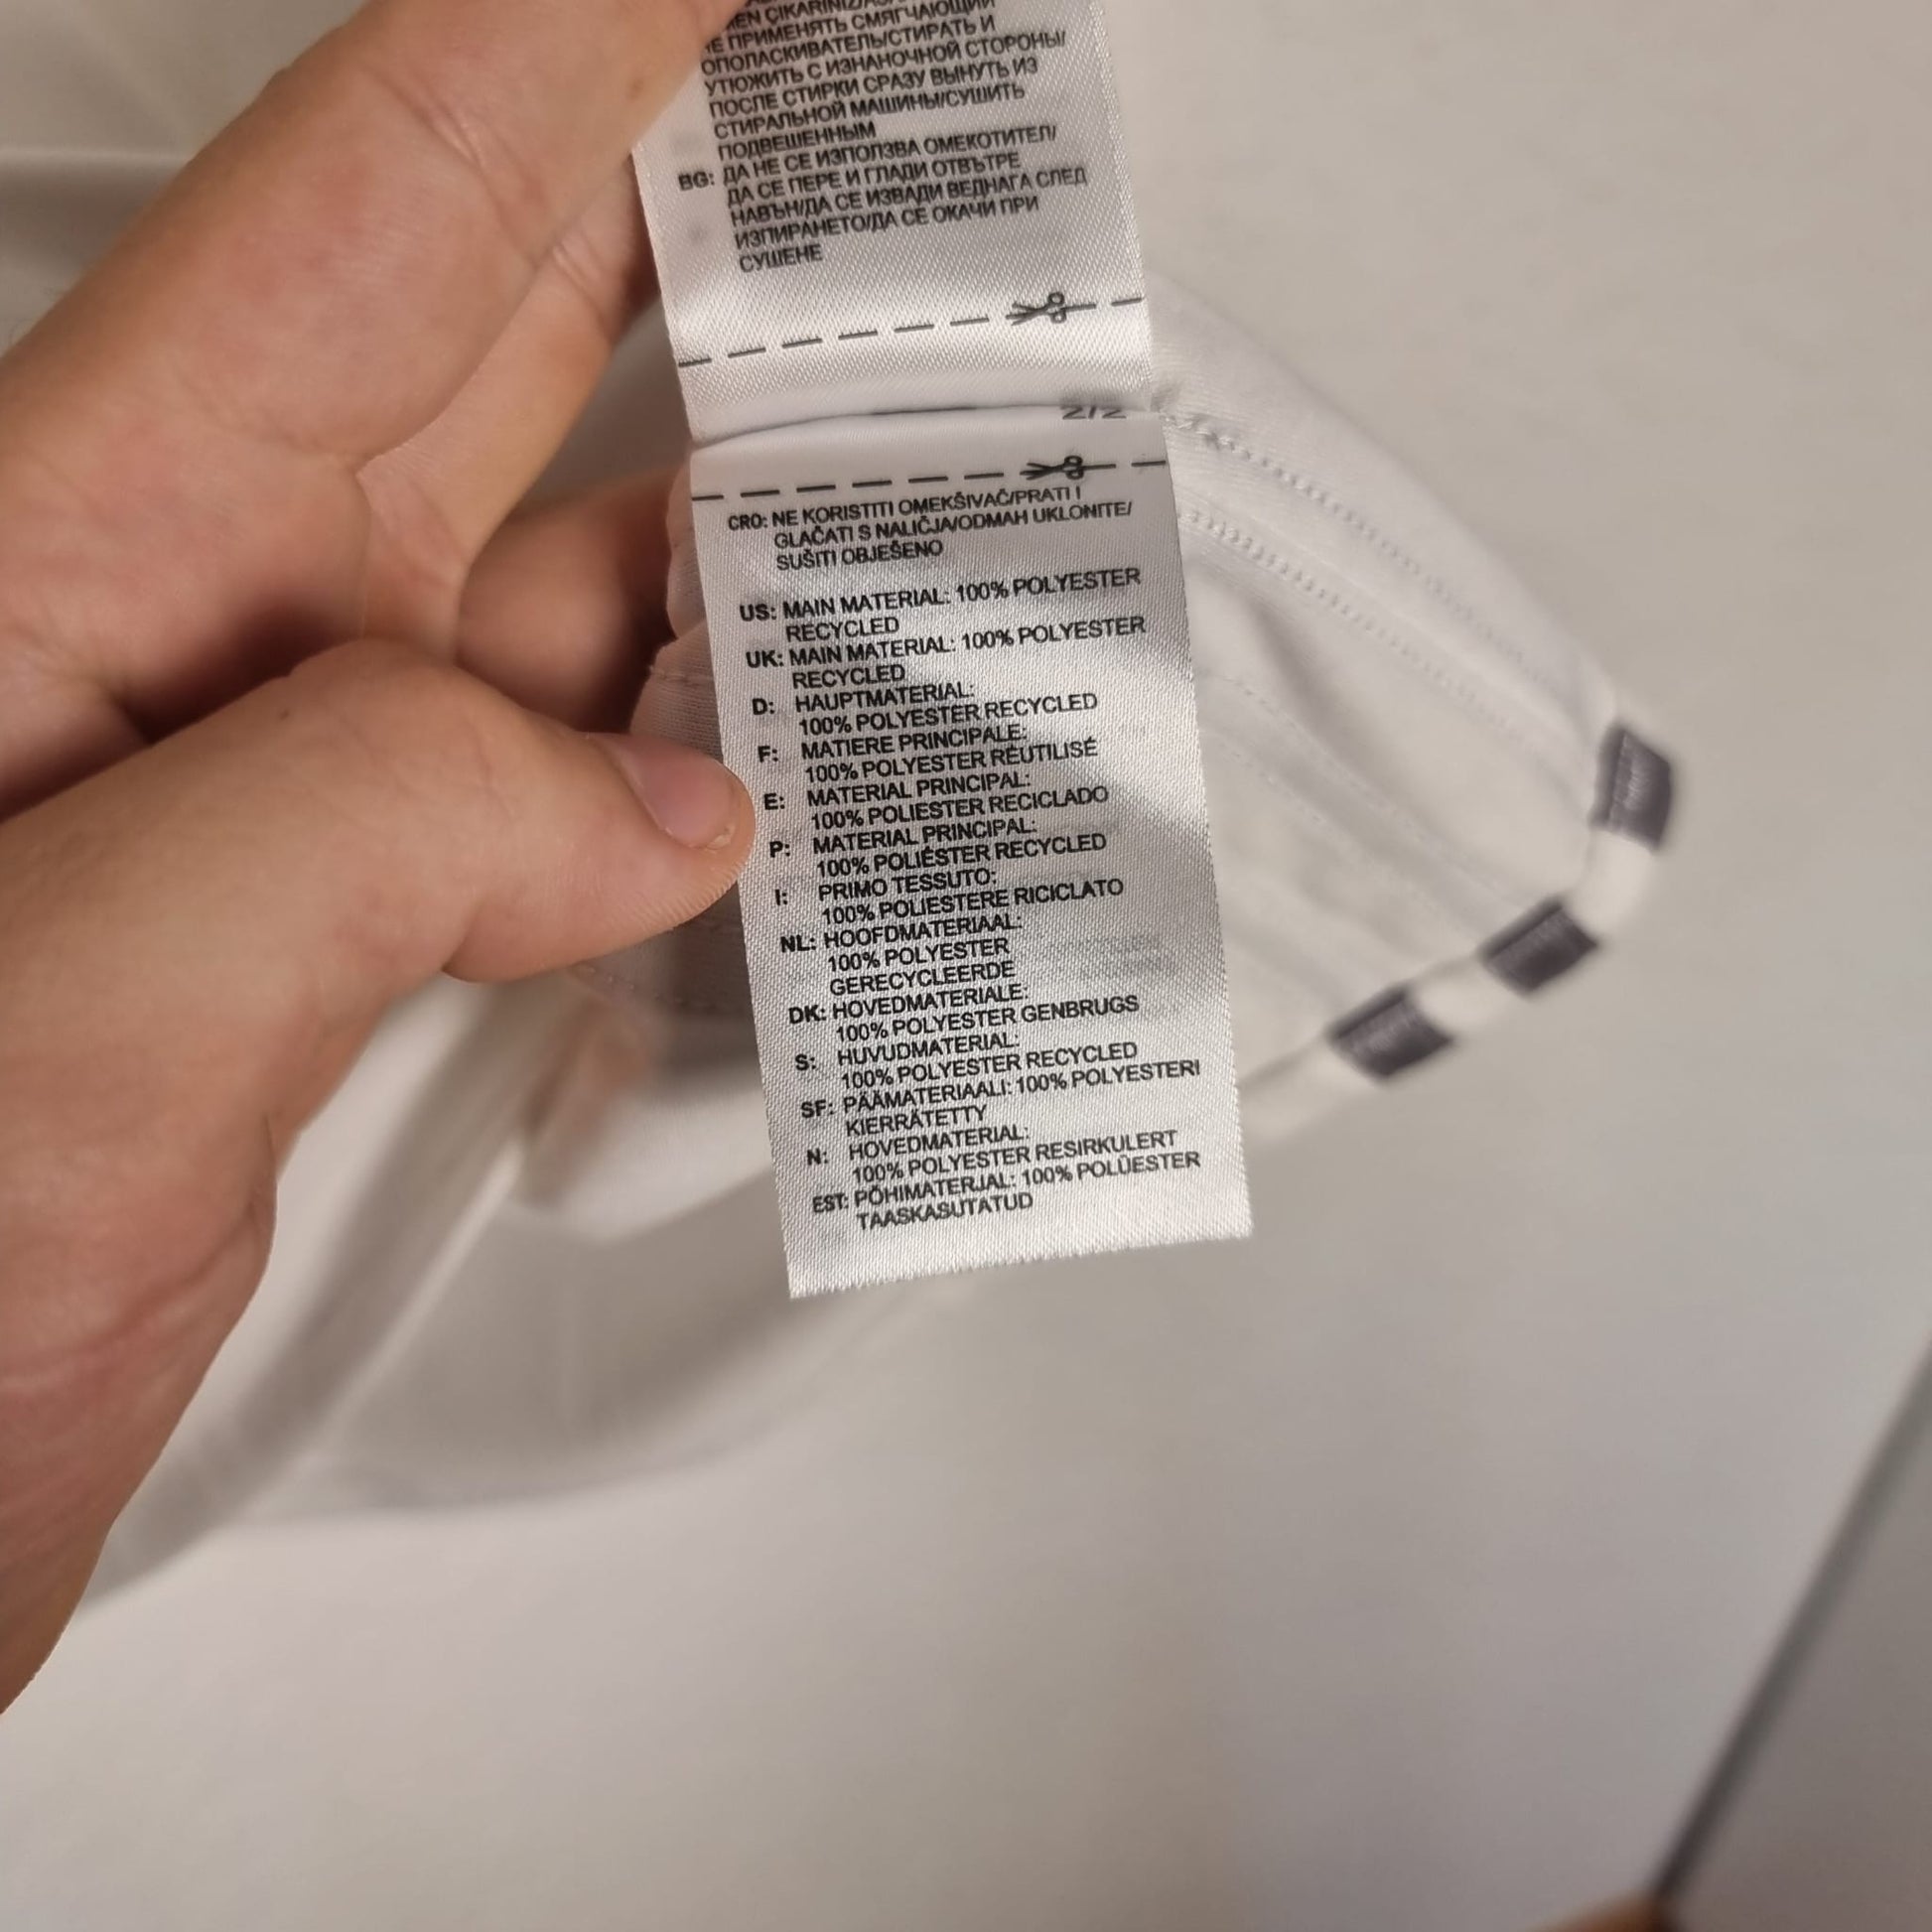 СМЯГЧАЮЩИЙ
НЕ ПРИМЕНЯТЬ
ОПОЛАСКИВАТЕЛЬ/СТИРАТЬ И
УТЮЖИТЬ С ИЗНАНОЧНОЙ СТОРОНЫ/
ПОСЛЕ СТИРКИ СРАЗУ ВЫНУТЬ ИЗ
СТИРАЛЬНОЙ МАШИНЫ/СУШИТЬ
ПОДВЕШЕННЫМ
BG: ДА НЕ СЕ ИЗПОЛЗВА ОМЕКОТИТЕЛ/
ДА СЕ ПЕРЕ И ГЛАДИ ОТВЪТРЕ
НАВЪН/ДА СЕ ИЗВАДИ ВЕДНАГА СЛЕД
ИЗПИРАНЕТО/ДА СЕ ОКАЧИ ПРИ
СУШЕНЕ
2/2
CRO: NE KORISTITI OMEKŠIVAČ/PRATI I
GLAČATI S NALIČJA/ODMAH UKLONITE/
SUŠITI OBJEŠENO
US: MAIN MATERIAL: 100% POLYESTER
RECYCLED
UK: MAIN MATERIAL: 100% POLYESTER
RECYCLED
D: HAUPTMATERIAL:
100% POLYESTER RECYCLED
F: MATIERE PRINCIPALE:
100% POLYESTER RÉUTILISÉ
E: MATERIAL PRINCIPAL:
100% POLIESTER RECICLADO
P: MATERIAL PRINCIPAL:
100% POLIÉSTER RECYCLED
I: PRIMO TESSUTO:
100% POLIESTERE RICICLATO
NL: HOOFDMATERIAAL:
100% POLYESTER
GERECYCLEERDE
DK: HOVEDMATERIALE:
100% POLYESTER GENBRUGS
S: HUVUDMATERIAL:
100% POLYESTER RECYCLED
SF: PÄÄMATERIAALI: 100% POLYESTERI
KIERRÄTETTY
N: HOVEDMATERIAL:
100% POLYESTER RESIRKULERT
EST: PÕHIMATERJAL: 100% POLÜESTER
TAASKASUTATUD